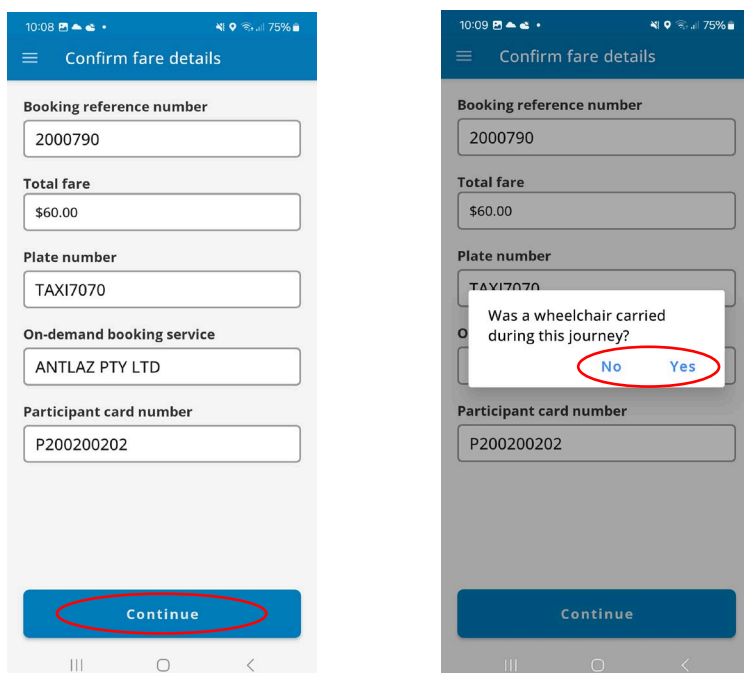 10:08 75%
Confirm fare details
Booking reference number
2000790
Total fare
$60.00
Plate number
TAXI7070
On-demand booking service
ANTLAZ PTY LTD
Participant card number
P200200202
Continue
10:09 75%
Confirm fare details
Booking reference number
2000790
Total fare
$60.00
Plate number
TAXI7070
Was a wheelchair carried
during this journey?
No Yes
Participant card number
P200200202
Continue